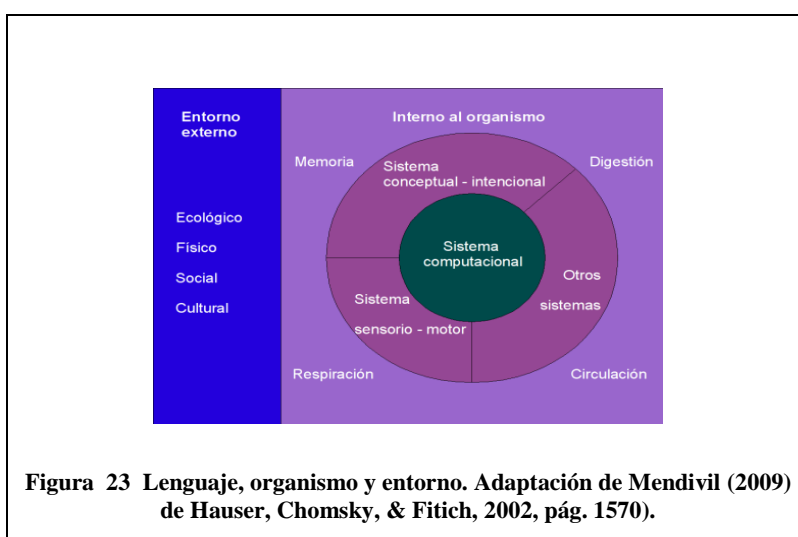 Entorno
externo
Ecológico
Físico
Social
Cultural
Interno al organismo
Memoria
Digestión
Sistema
conceptual - intencional
Sistema
computacional
Otros
sistemas
Sistema
sensorio - motor
Respiración
Circulación
Figura 23 Lenguaje, organismo y entorno. Adaptación de Mendivil (2009)
de Hauser, Chomsky, & Fitich, 2002, pág. 1570).